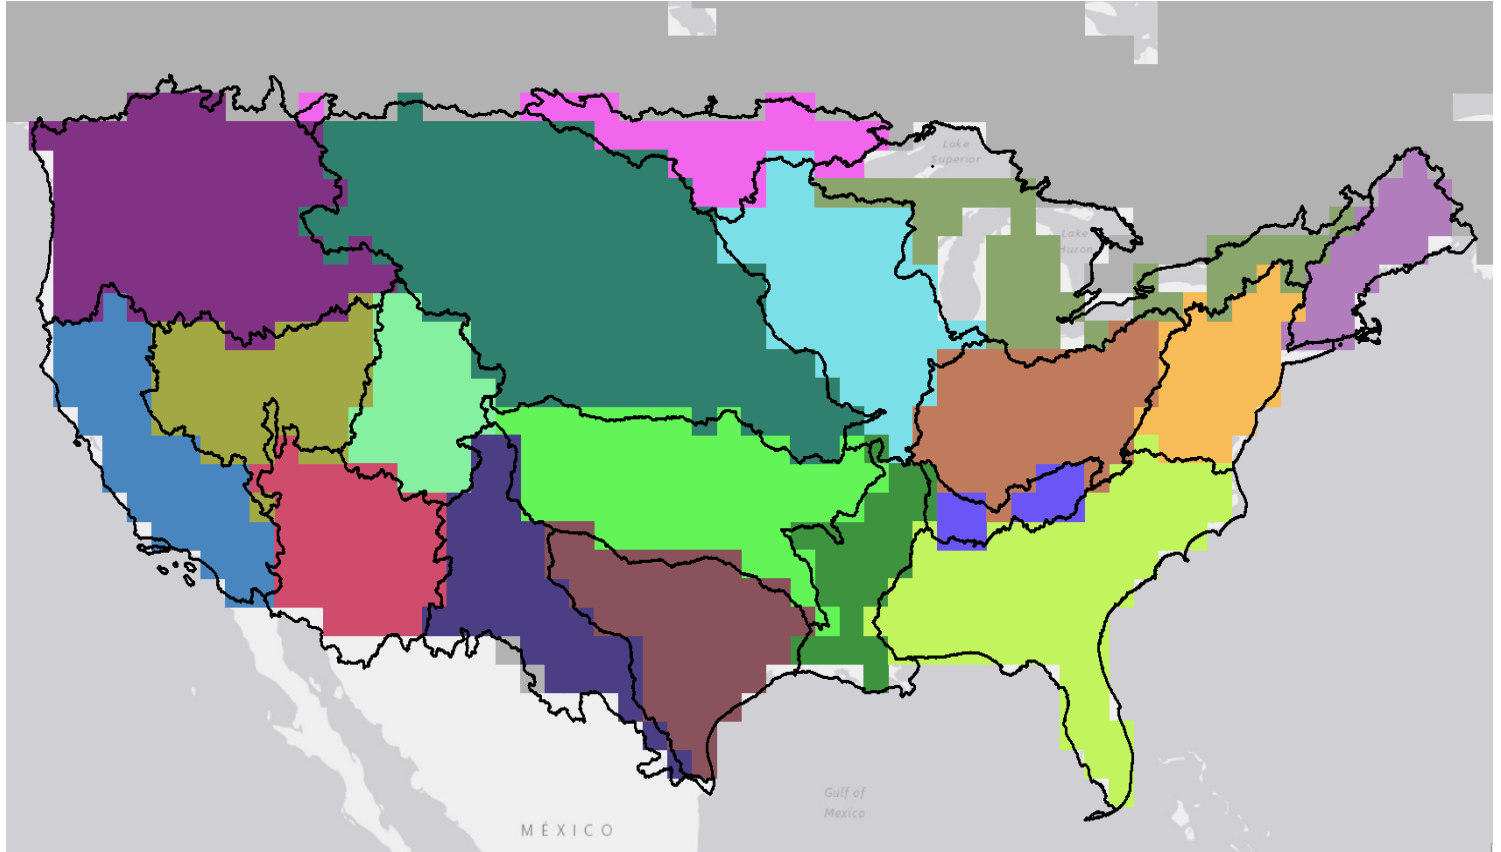 Lake
Superior
Lake
Huron
Gulf of
Mexico
MÉXICO